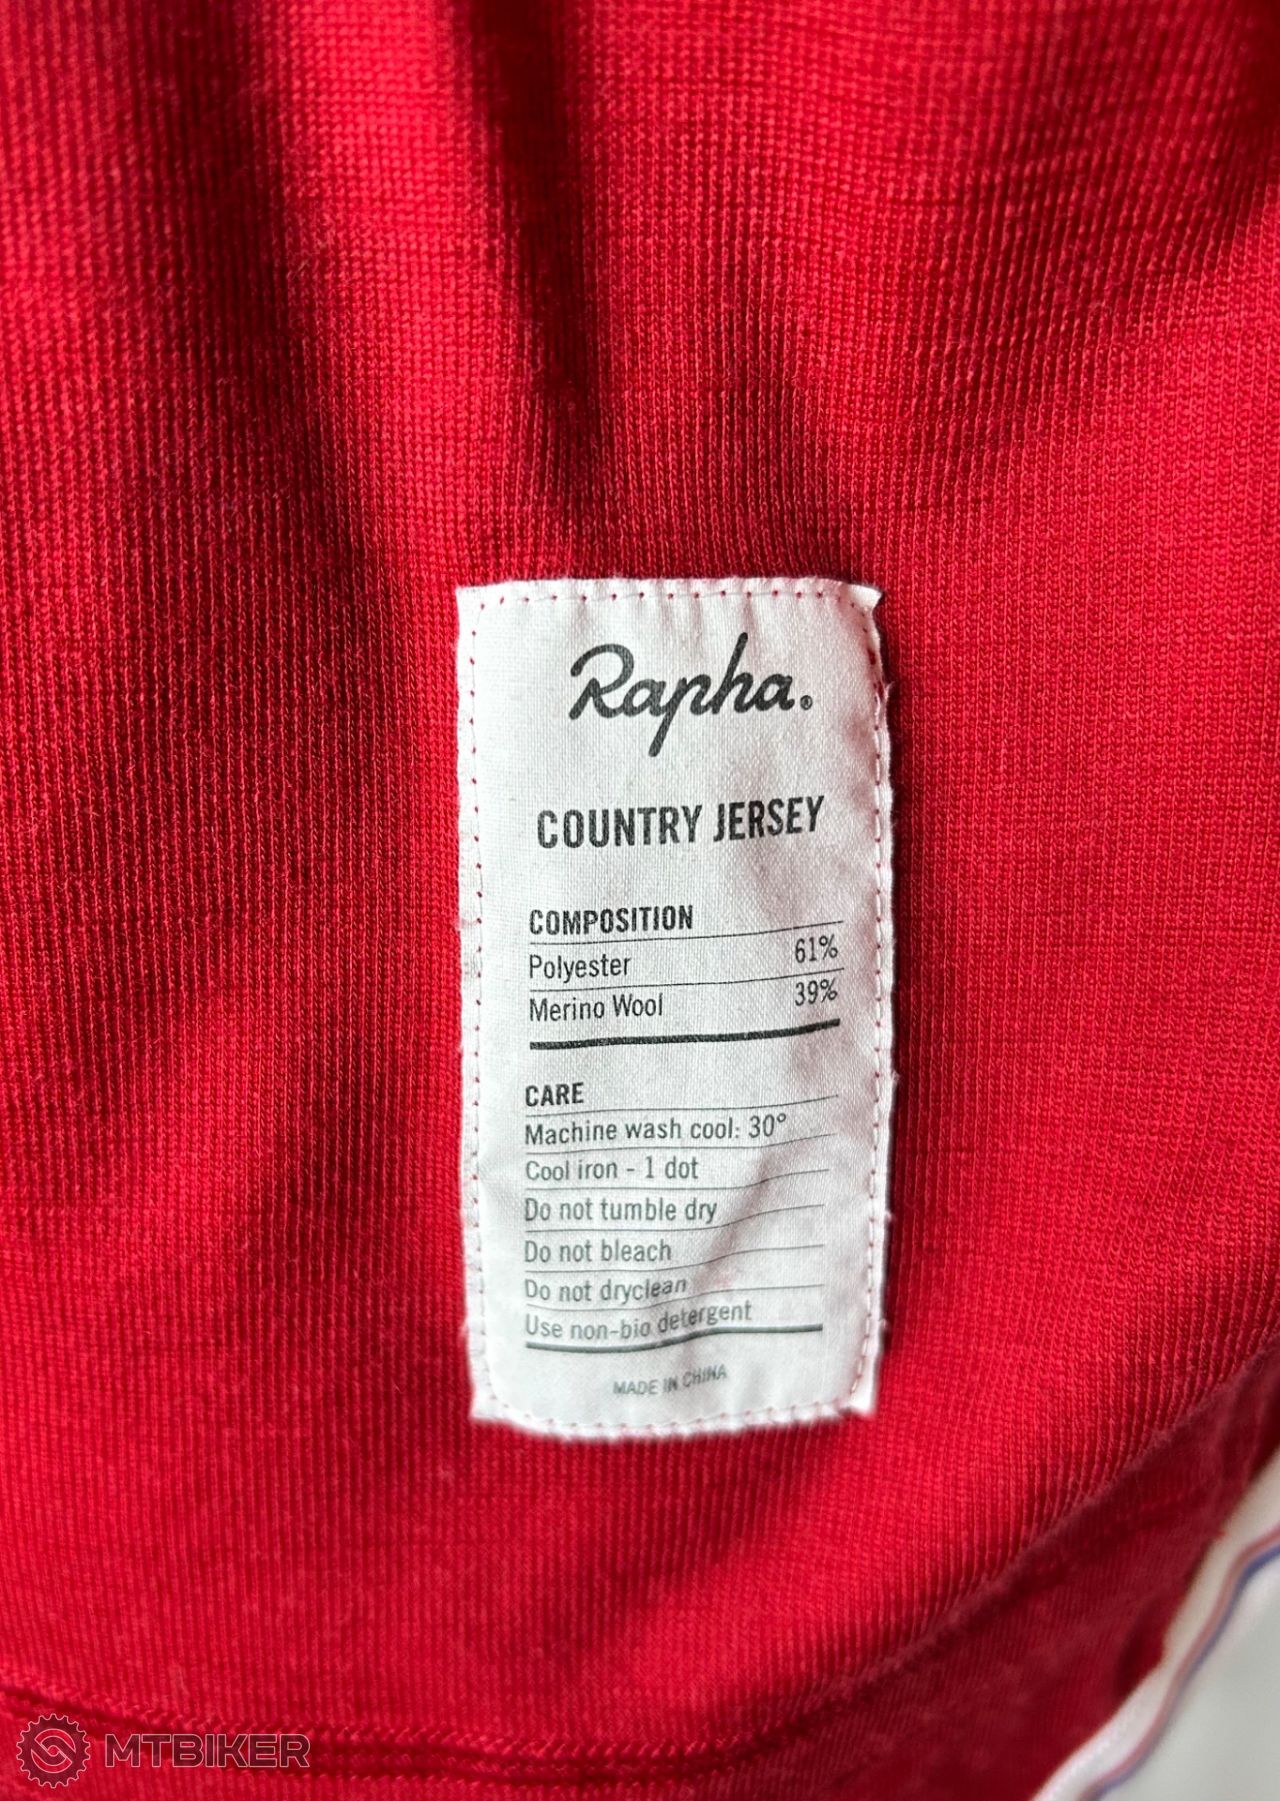 Rapha.®
COUNTRY JERSEY
COMPOSITION
Polyester 61%
Merino Wool 39%
CARE
Machine wash cool: 30°
Cool iron - 1 dot
Do not tumble dry
Do not bleach
Do not dryclean
Use non-bio detergent
MADE IN CHINA
MTBIKER